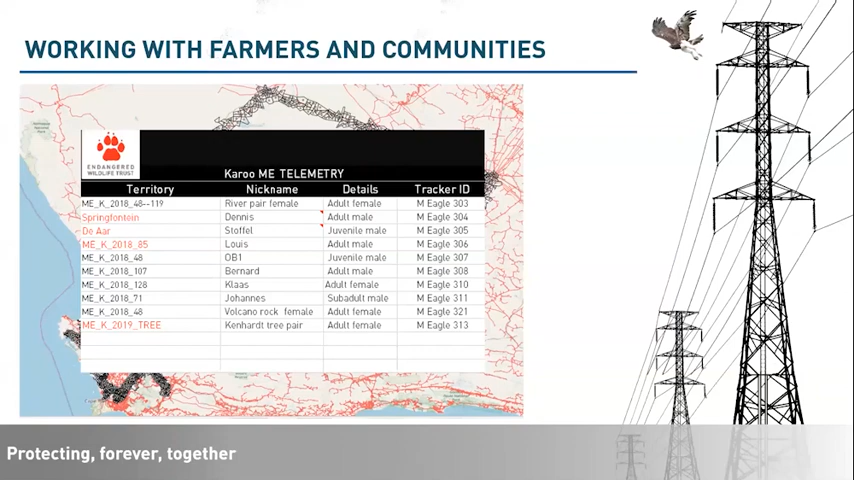 WORKING WITH FARMERS AND COMMUNITIES
ENDANGERED
WILDLIFE TRUST
Karoo ME TELEMETRY
Territory Nickname Details Tracker ID
ME_K_2018_48--119 River pair female Adult female M Eagle 303
Springfontein Dennis Adult male M Eagle 304
De Aar Stoffel Juvenile male M Eagle 305
ME_K_2018_85 Louis Adult male M Eagle 306
ME_K_2018_48 OB1 Juvenile male M Eagle 307
ME_K_2018_107 Bernard Adult male M Eagle 308
ME_K_2018_128 Klaas Adult female M Eagle 310
ME_K_2018_71 Johannes Subadult male M Eagle 311
ME_K_2018_48 Volcano rock female Adult female M Eagle 321
ME_K_2019_TREE Kenhardt tree pair Adult female M Eagle 313
Protecting, forever, together